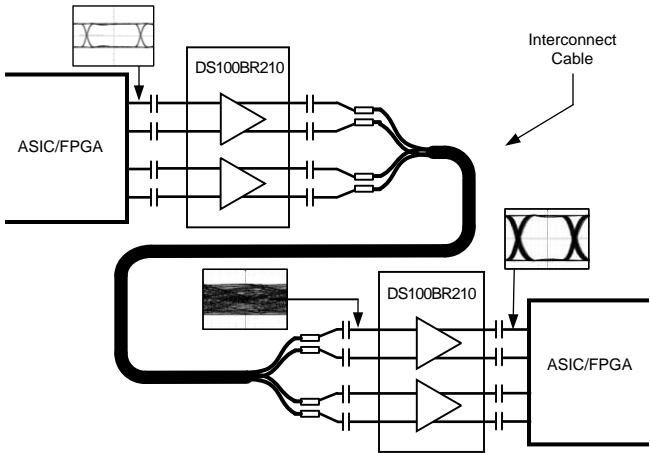 Interconnect
Cable
DS100BR210
ASIC/FPGA
DS100BR210
ASIC/FPGA